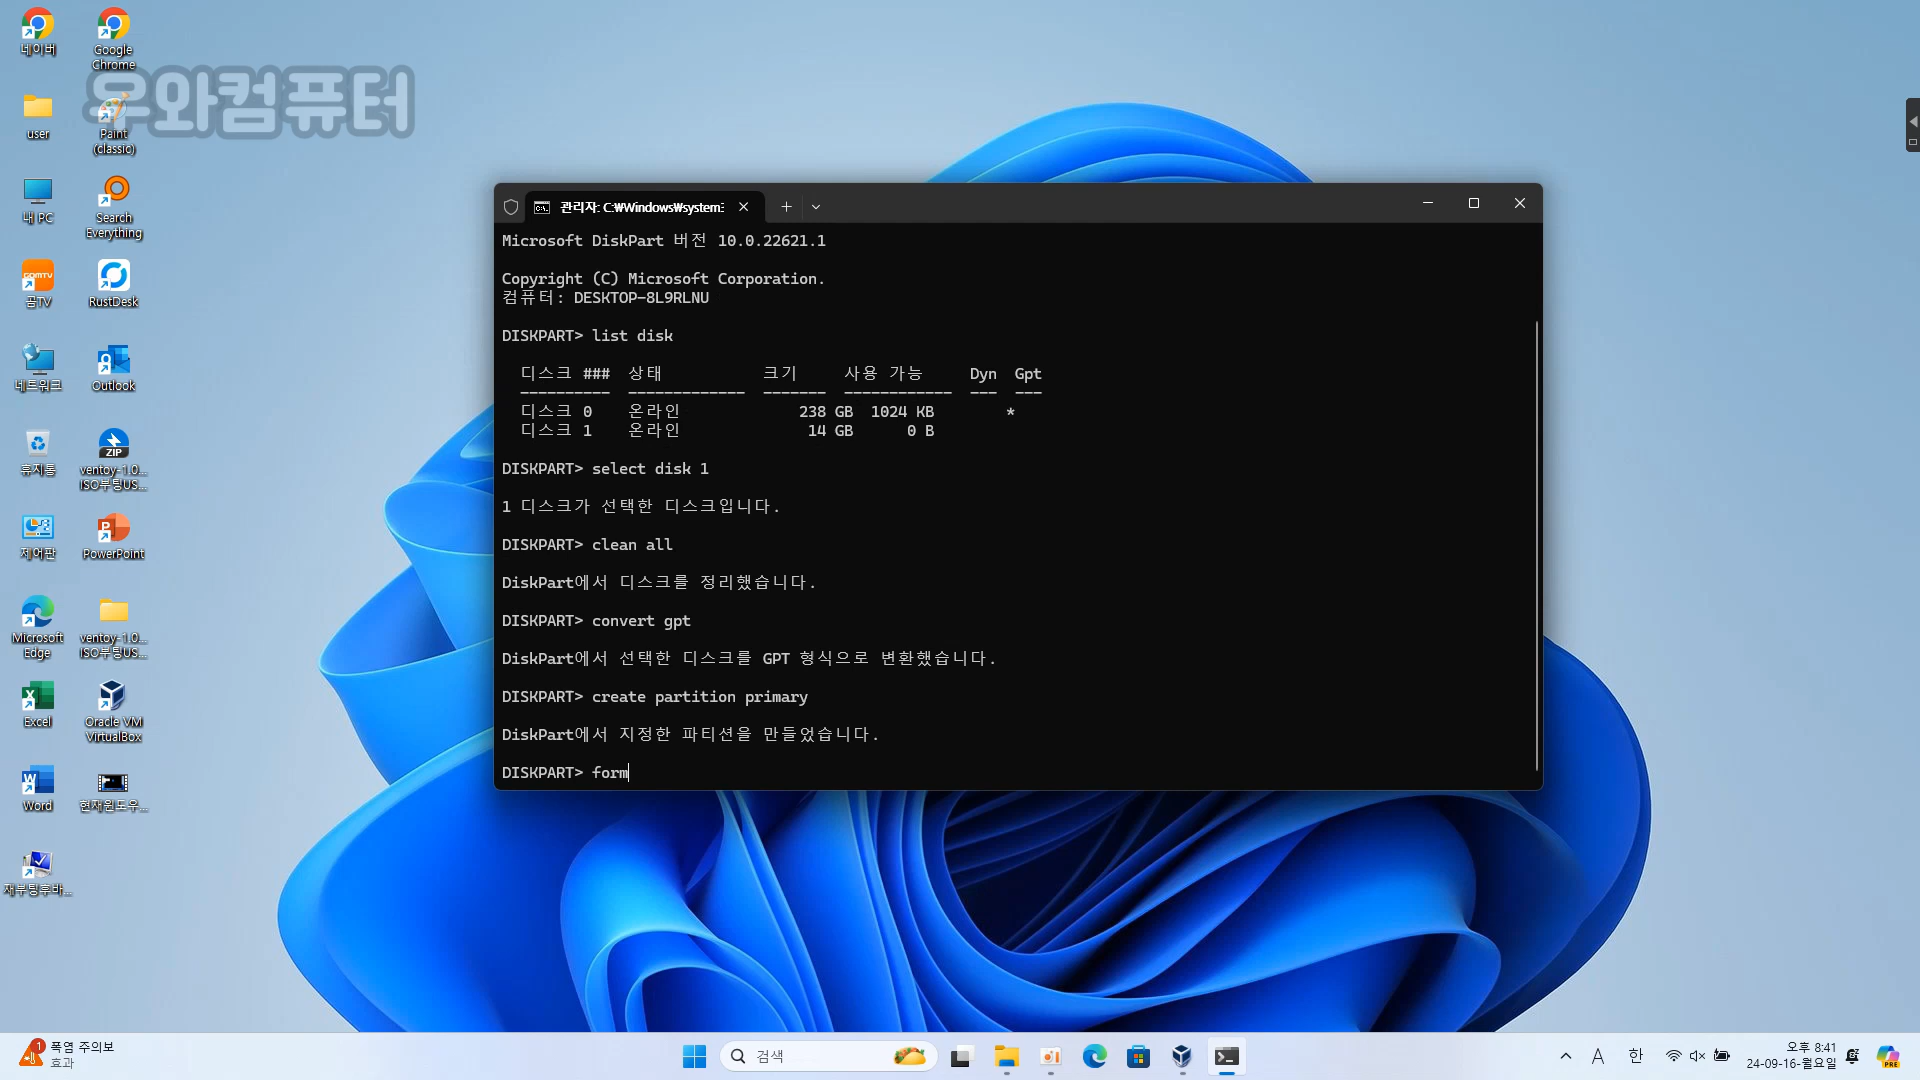 네이버
Google
Chrome
우와컴퓨터
user
Paint
(classic)
내 PC
Search
Everything
GOMTV
곰TV
RustDesk
네트워크
Outlook
휴지통
ZIP
ventoy-1.0...
ISO부팅US...
제어판
PowerPoint
Microsoft
Edge
ventoy-1.0...
ISO부팅US...
Excel
Oracle VM
VirtualBox
Word
현재윈도우...
재부팅후바...
관리자: C:\Windows\system3
Microsoft DiskPart 버전 10.0.22621.1
Copyright (C) Microsoft Corporation.
컴퓨터: DESKTOP-8L9RLNU
DISKPART> list disk
디스크 ### 상태 크기 사용 가능 Dyn Gpt
---------- ------------- ------- ------------ --- ---
디스크 0 온라인 238 GB 1024 KB *
디스크 1 온라인 14 GB 0 B
DISKPART> select disk 1
1 디스크가 선택한 디스크입니다.
DISKPART> clean all
DiskPart에서 디스크를 정리했습니다.
DISKPART> convert gpt
DiskPart에서 선택한 디스크를 GPT 형식으로 변환했습니다.
DISKPART> create partition primary
DiskPart에서 지정한 파티션을 만들었습니다.
DISKPART> form
1
폭염 주의보
효과
검색
A
한
오후 8:41
24-09-16-월요일
PRE